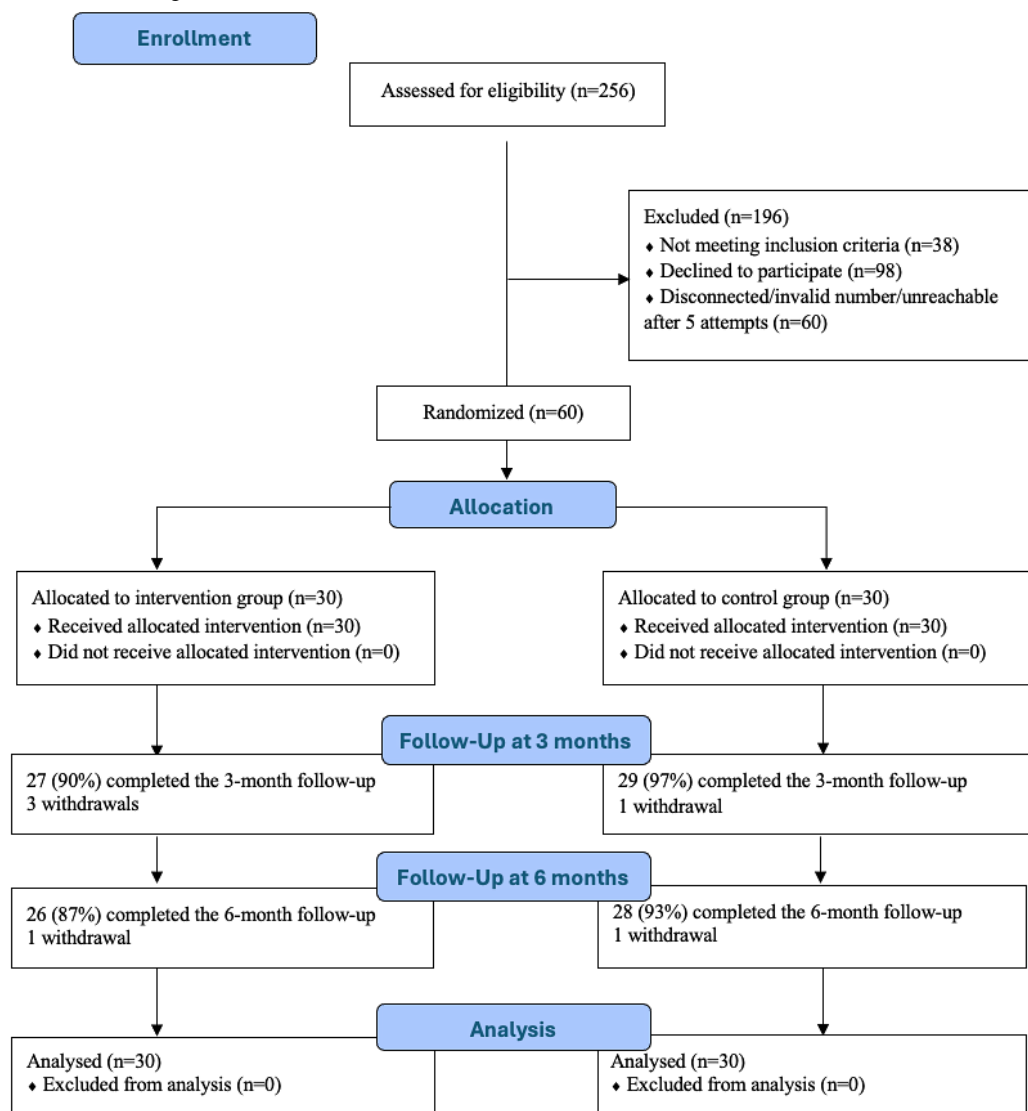 Enrollment
Assessed for eligibility (n=256)
Excluded (n=196)
♦ Not meeting inclusion criteria (n=38)
♦ Declined to participate (n=98)
♦ Disconnected/invalid number/unreachable
after 5 attempts (n=60)
Randomized (n=60)
Allocation
Allocated to intervention group (n=30)
♦ Received allocated intervention (n=30)
♦ Did not receive allocated intervention (n=0)
Allocated to control group (n=30)
♦ Received allocated intervention (n=30)
♦ Did not receive allocated intervention (n=0)
Follow-Up at 3 months
27 (90%) completed the 3-month follow-up
3 withdrawals
29 (97%) completed the 3-month follow-up
1 withdrawal
Follow-Up at 6 months
26 (87%) completed the 6-month follow-up
1 withdrawal
28 (93%) completed the 6-month follow-up
1 withdrawal
Analysis
Analysed (n=30)
♦ Excluded from analysis (n=0)
Analysed (n=30)
♦ Excluded from analysis (n=0)